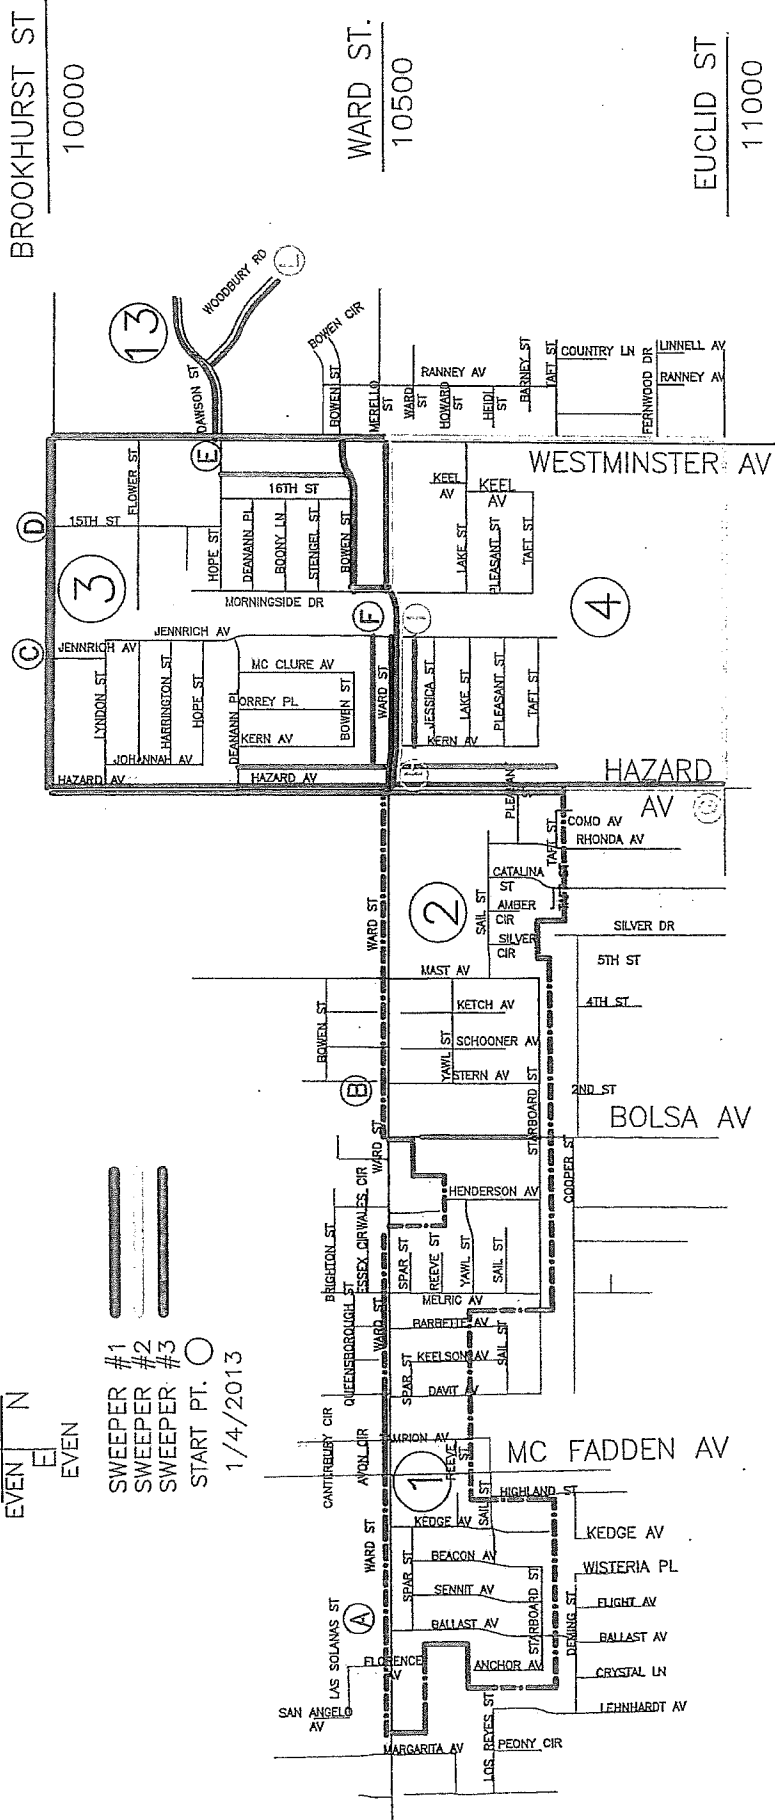 BROOKHURST ST
10000
WARD ST.
10500
EUCLID ST
11000
WOODBURY RD
L
13
DAWSON ST
BOWEN CIR
BOWEN ST
MERELLO ST
WARD ST
RANNEY AV
HOWARD ST
HEIDI ST
BARNEY ST
TAFT ST
COUNTRY LN
FERNWOOD DR
LINNELL AV
RANNEY AV
E
WESTMINSTER AV
D
15TH ST
FLOWER ST
16TH ST
HOPE ST
DEANANN PL
BOONY LN
STENGEL ST
BOWEN ST
KEEL AV
KEEL AV
LAKE ST
PLEASANT ST
TAFT ST
3
MORNINGSIDE DR
F
4
C
JENNRICH AV
JENNRICH AV
LYNDON ST
HARRINGTON ST
HOPE ST
DEANANN PL
MC CLURE AV
ORREY PL
KERN AV
BOWEN ST
WARD ST
JESSICA ST
LAKE ST
PLEASANT ST
TAFT ST
KERN AV
JOHANNAH AV
HAZARD AV
HAZARD AV
H
HAZARD AV
G
PLEASANT ST
TAFT ST
COMO AV
RHONDA AV
CATALINA ST
TAFT ST
SAIL ST
AMBER CIR
SILVER CIR
SILVER DR
2
WARD ST
MAST AV
5TH ST
KETCH AV
4TH ST
BOWEN ST
YAWL ST
SCHOONER AV
STERN AV
STARBOARD ST
2ND ST
B
BOLSA AV
WARD ST
COOPER ST
HENDERSON AV
BRIGHTON ST
ESSEX CIR
WALES CIR
SPAR ST
REEVE ST
YAWL ST
SAIL ST
MELRIC AV
QUEENSBOROUGH ST
WARD ST
BARBETTE AV
KEELSON AV
SAIL ST
SPAR ST
DAVIT AV
CANTERBURY CIR
AVON CIR
MPION AV
REEVE ST
MC FADDEN AV
1
HIGHLAND ST
SAIL ST
WARD ST
KEDGE AV
KEDGE AV
BEACON AV
SPAR ST
SENNIT AV
BALLAST AV
STARBOARD ST
DEMING ST
WISTERIA PL
FLIGHT AV
BALLAST AV
CRYSTAL LN
LEHNHARDT AV
A
LAS SOLANAS ST
FLORENCE AV
ANCHOR AV
SAN ANGELO AV
MARGARITA AV
LOS REYES ST
PEONY CIR
EVEN
N
E
EVEN
SWEEPER #1
SWEEPER #2
SWEEPER #3
START PT.
1/4/2013